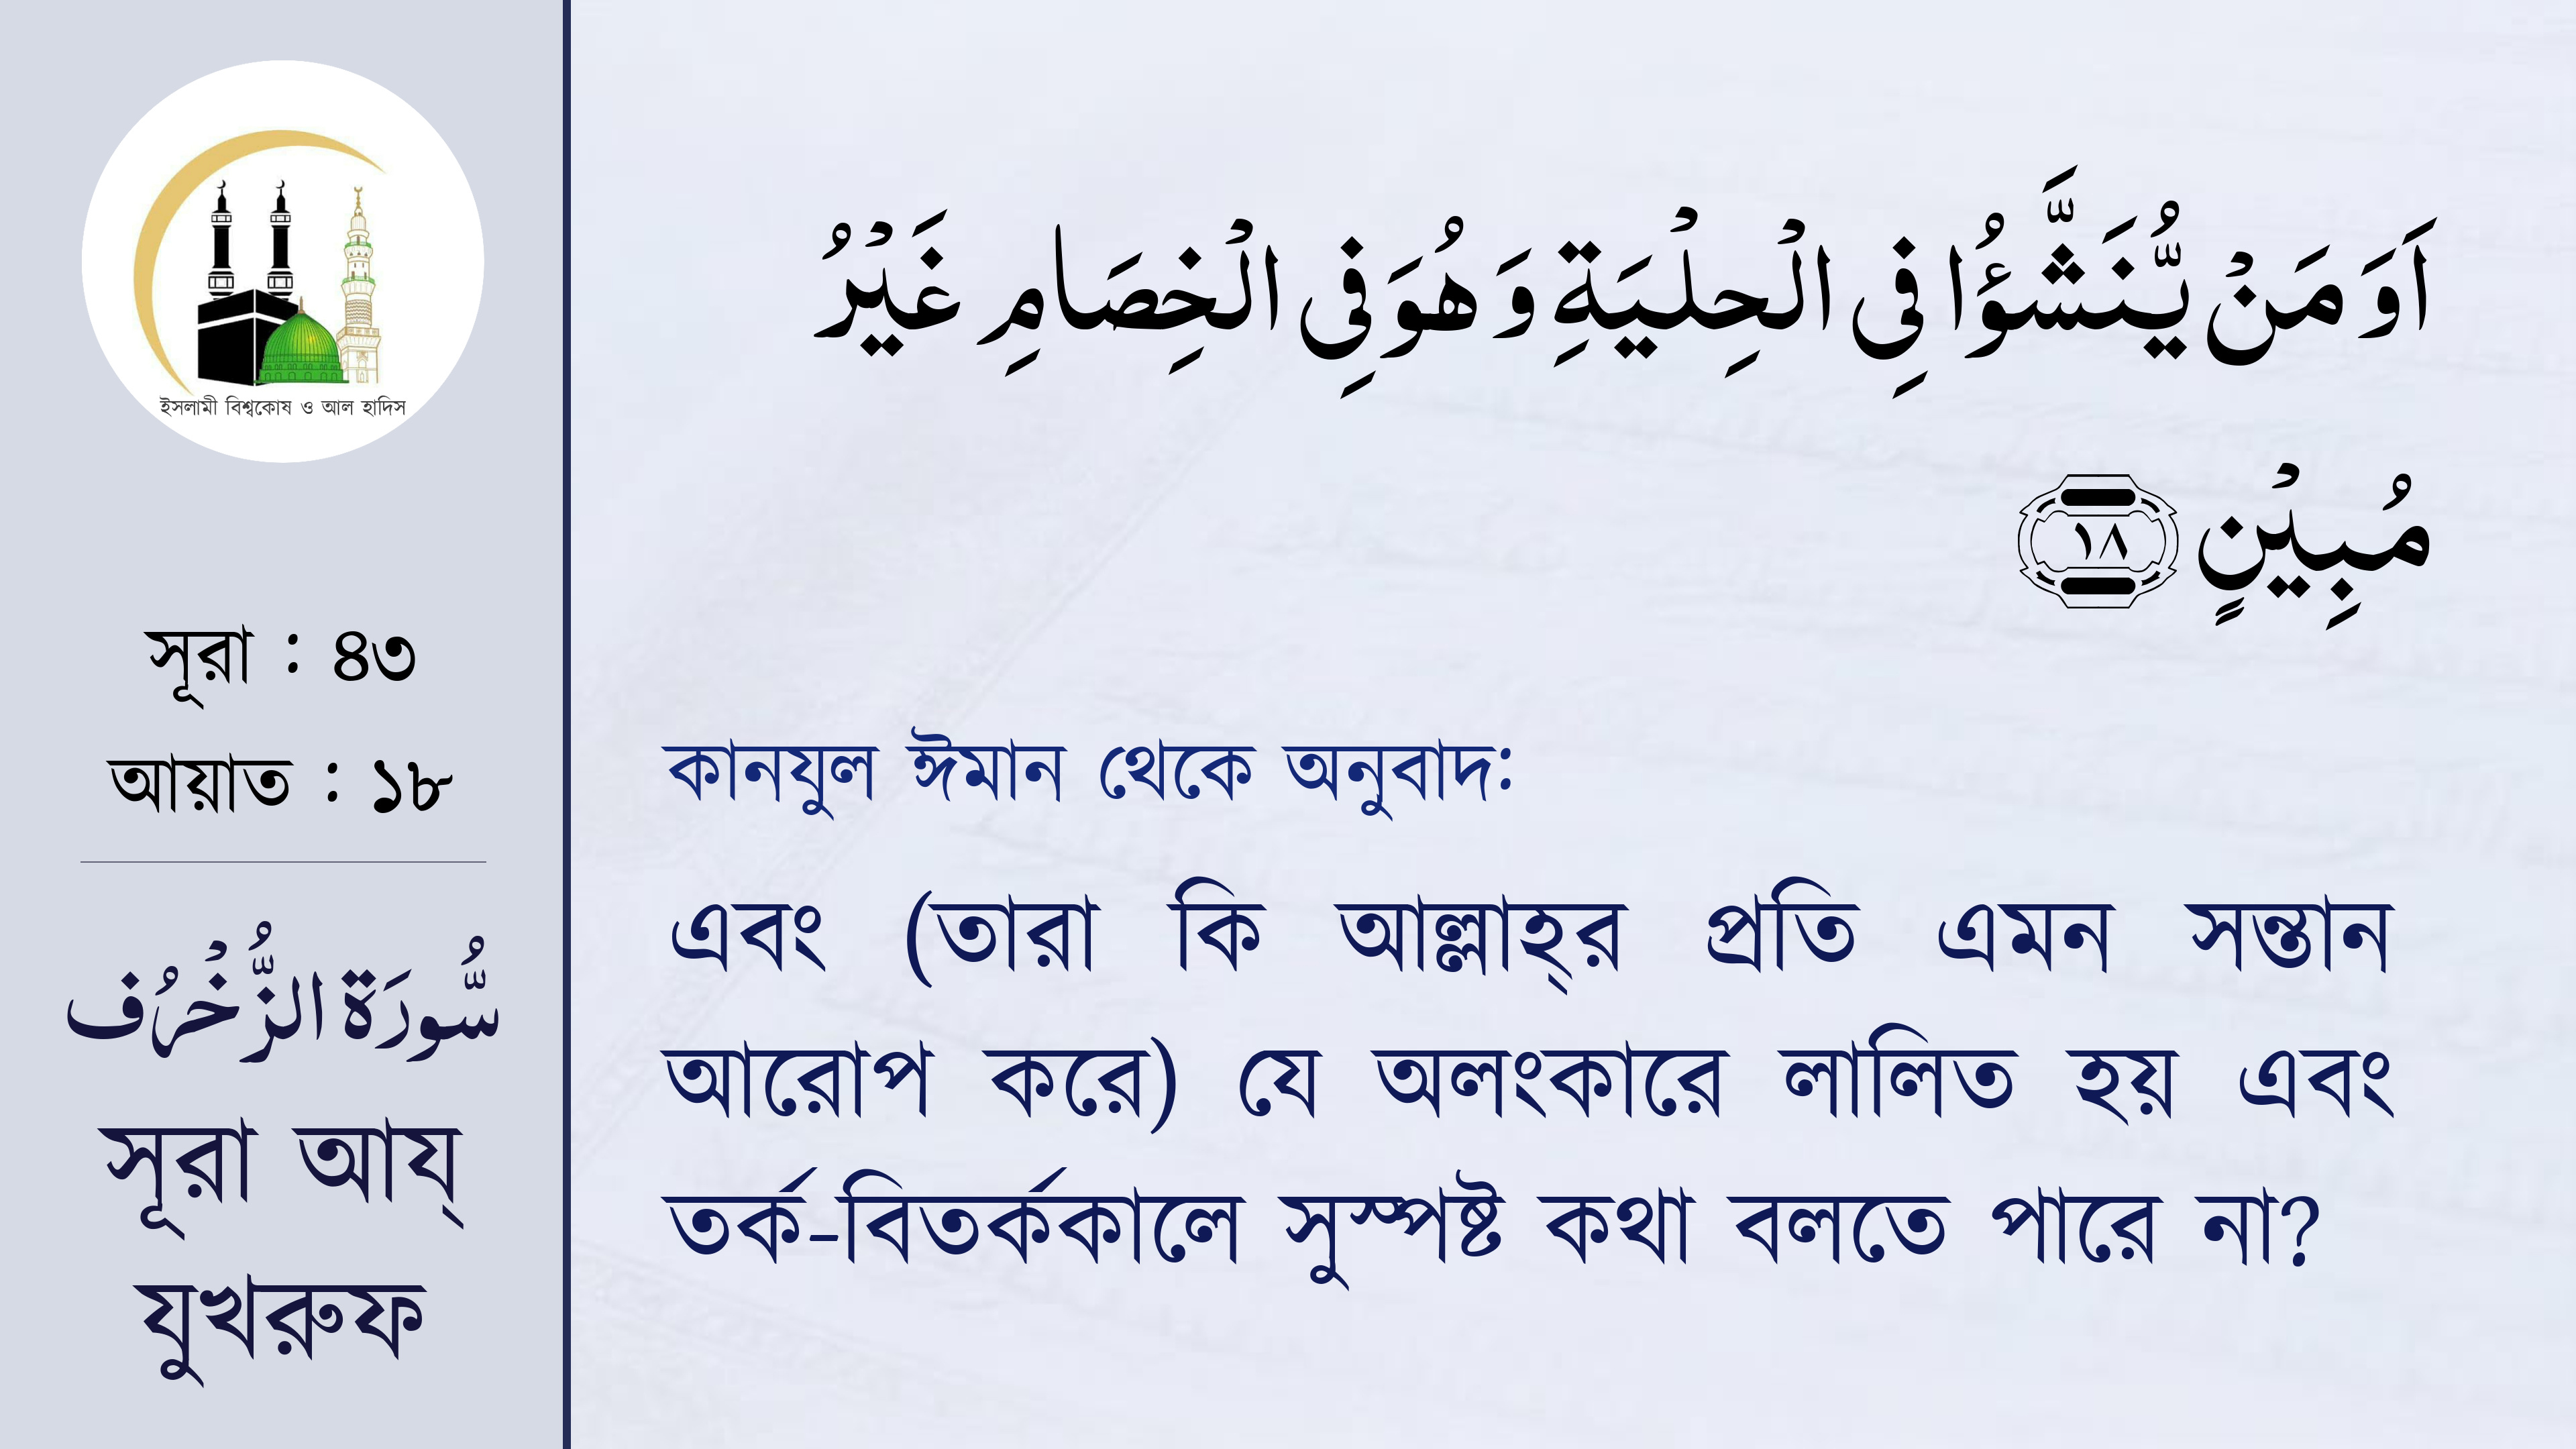 ইসলামী বিশ্বকোষ ও আল হাদিস
সূরা : ৪৩
আয়াত : ১৮
سُّورَة الزُّخْرُف
সূরা আয্
যুখরুফ
اَوَ مَنْ یُّنَشَّؤُا فِی الْحِلْیَةِ وَ هُوَ فِی الْخِصَامِ غَیْرُ
مُبِیْنٍ ۱۸
কানযুল ঈমান থেকে অনুবাদ:
এবং (তারা কি আল্লাহ্‌র প্রতি এমন সন্তান
আরোপ করে) যে অলংকারে লালিত হয় এবং
তর্ক-বিতর্ককালে সুস্পষ্ট কথা বলতে পারে না?